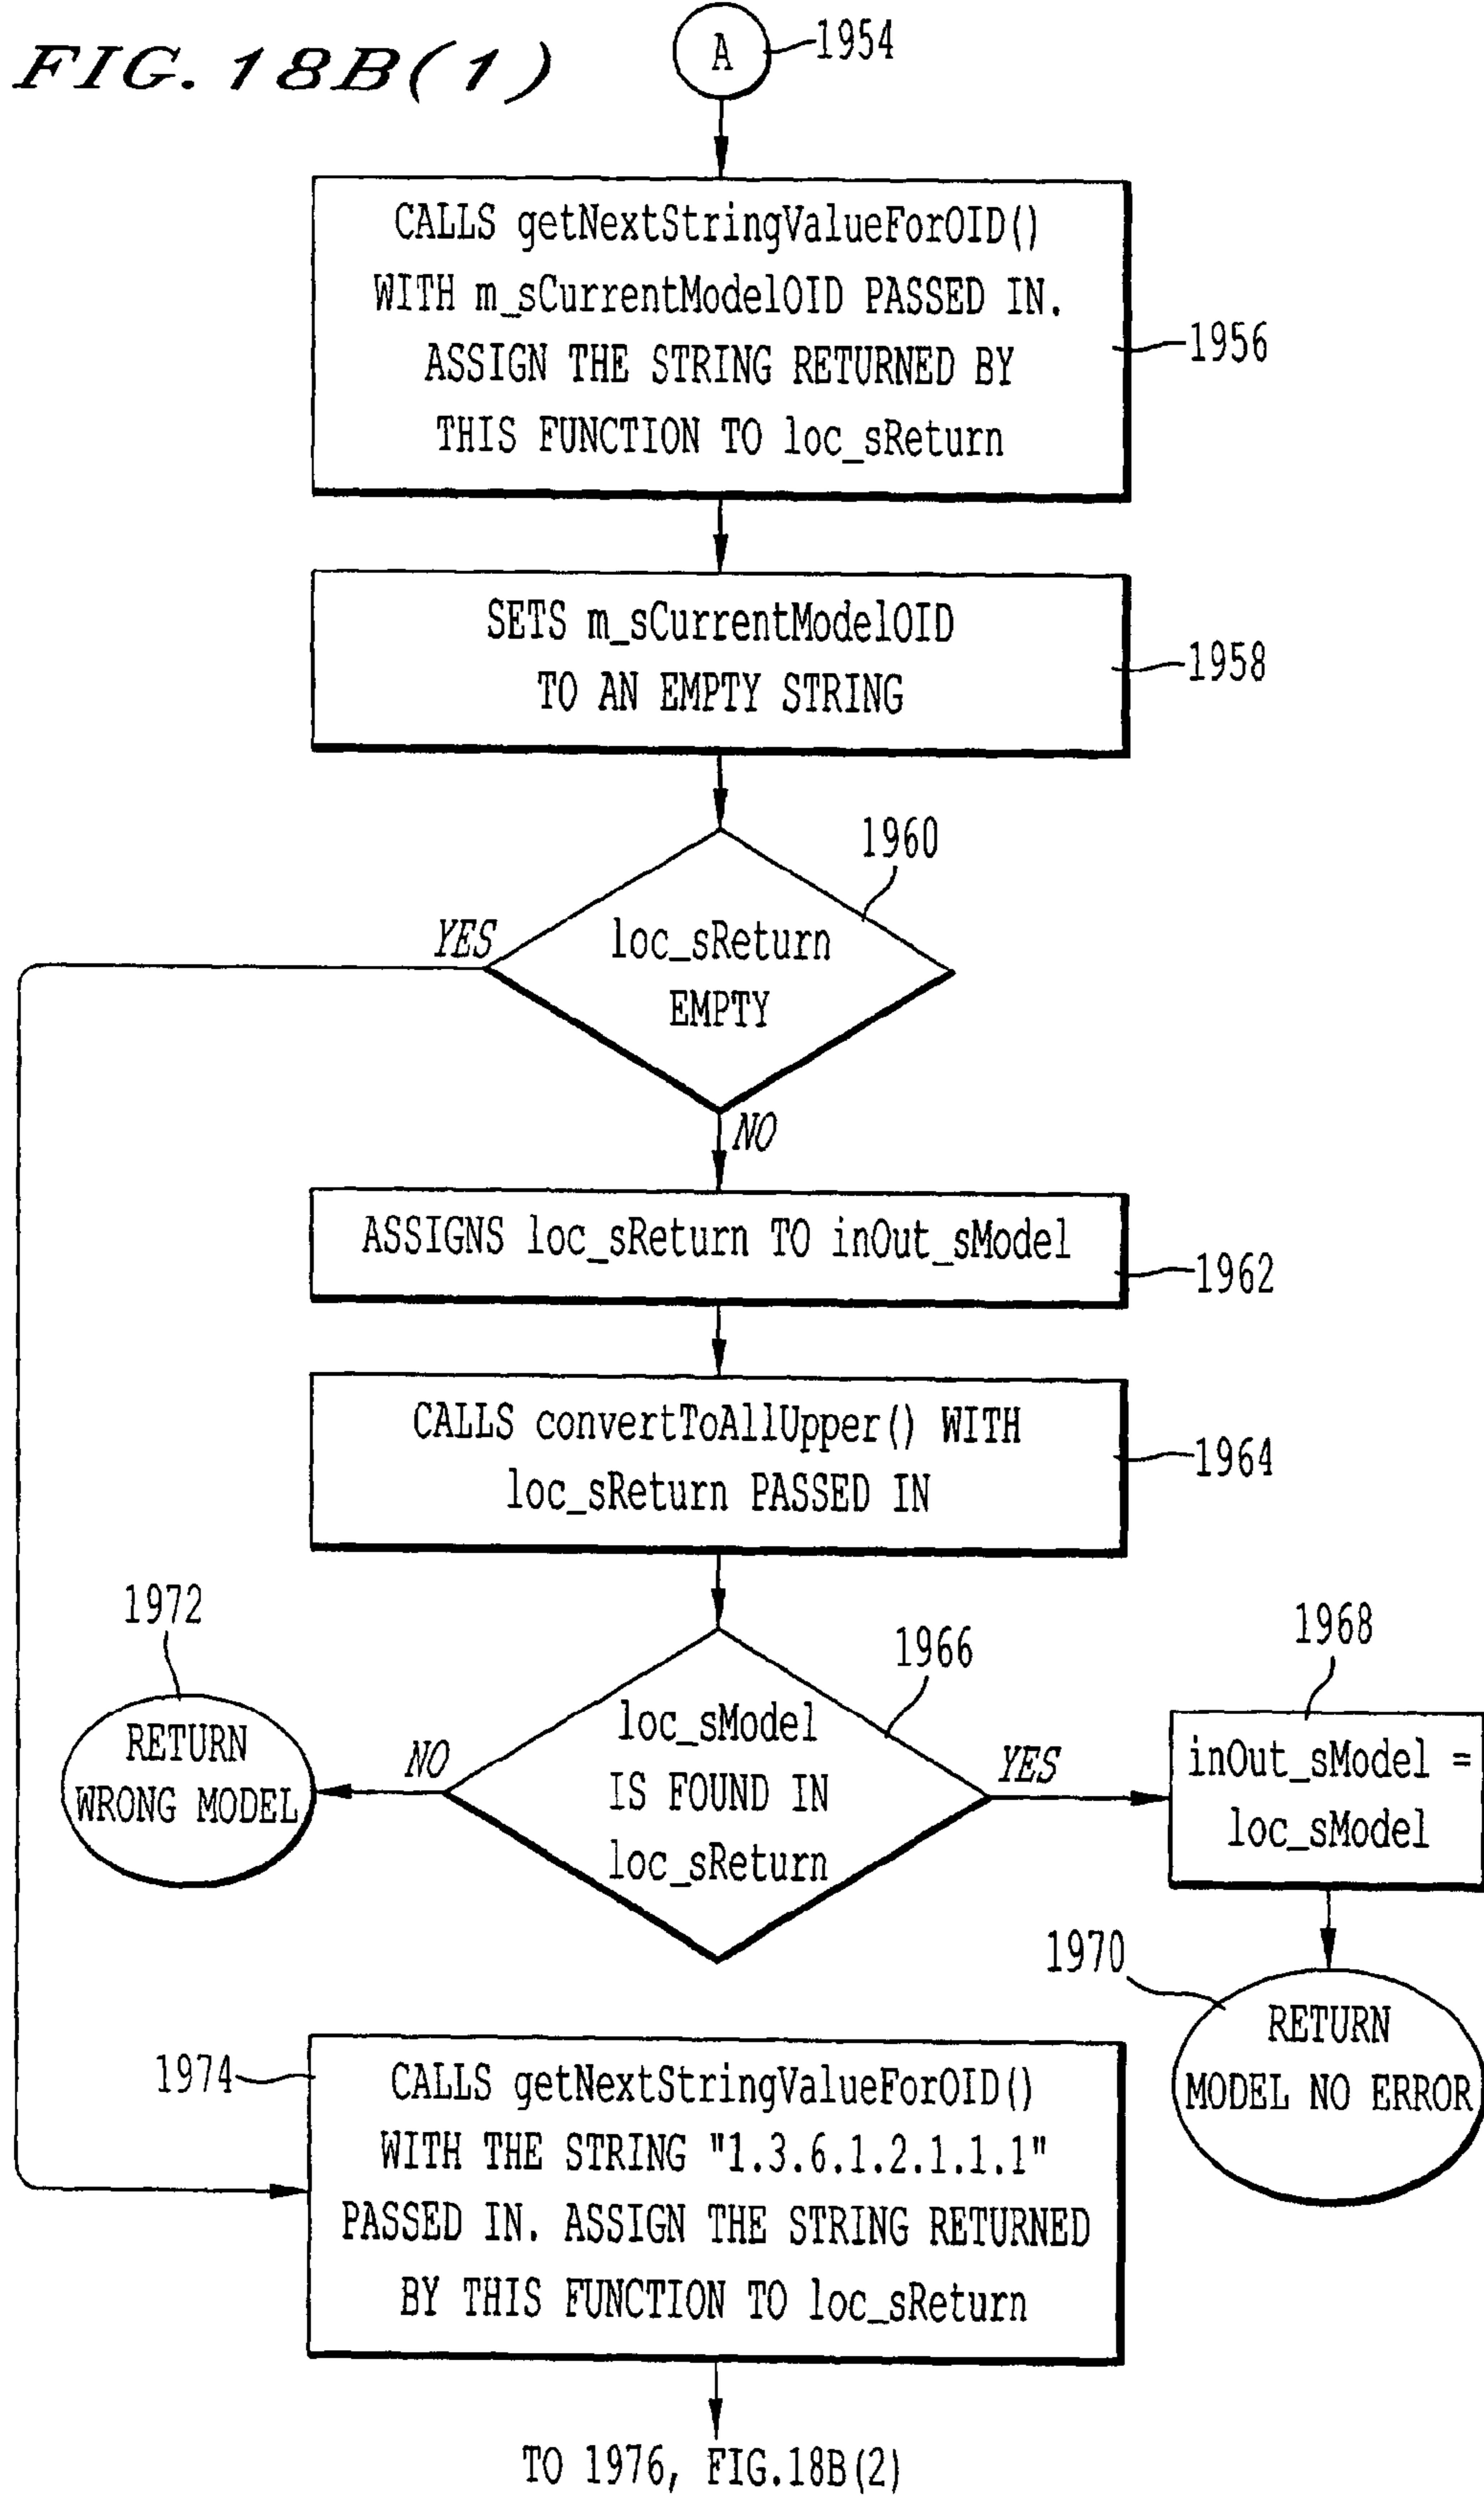 FIG. 18B(1)
A
1954
CALLS getNextStringValueForOID()
WITH m_sCurrentModelOID PASSED IN.
ASSIGN THE STRING RETURNED BY
THIS FUNCTION TO loc_sReturn
1956
SETS m_sCurrentModelOID
TO AN EMPTY STRING
1958
1960
YES
loc_sReturn
EMPTY
NO
ASSIGNS loc_sReturn TO inOut_sModel
1962
CALLS convertToAllUpper() WITH
loc_sReturn PASSED IN
1964
1972
RETURN
WRONG MODEL
NO
1966
loc_sModel
IS FOUND IN
loc_sReturn
YES
1968
inOut_sModel =
loc_sModel
1970
RETURN
MODEL NO ERROR
1974
CALLS getNextStringValueForOID()
WITH THE STRING "1.3.6.1.2.1.1.1"
PASSED IN. ASSIGN THE STRING RETURNED
BY THIS FUNCTION TO loc_sReturn
TO 1976, FIG.18B(2)